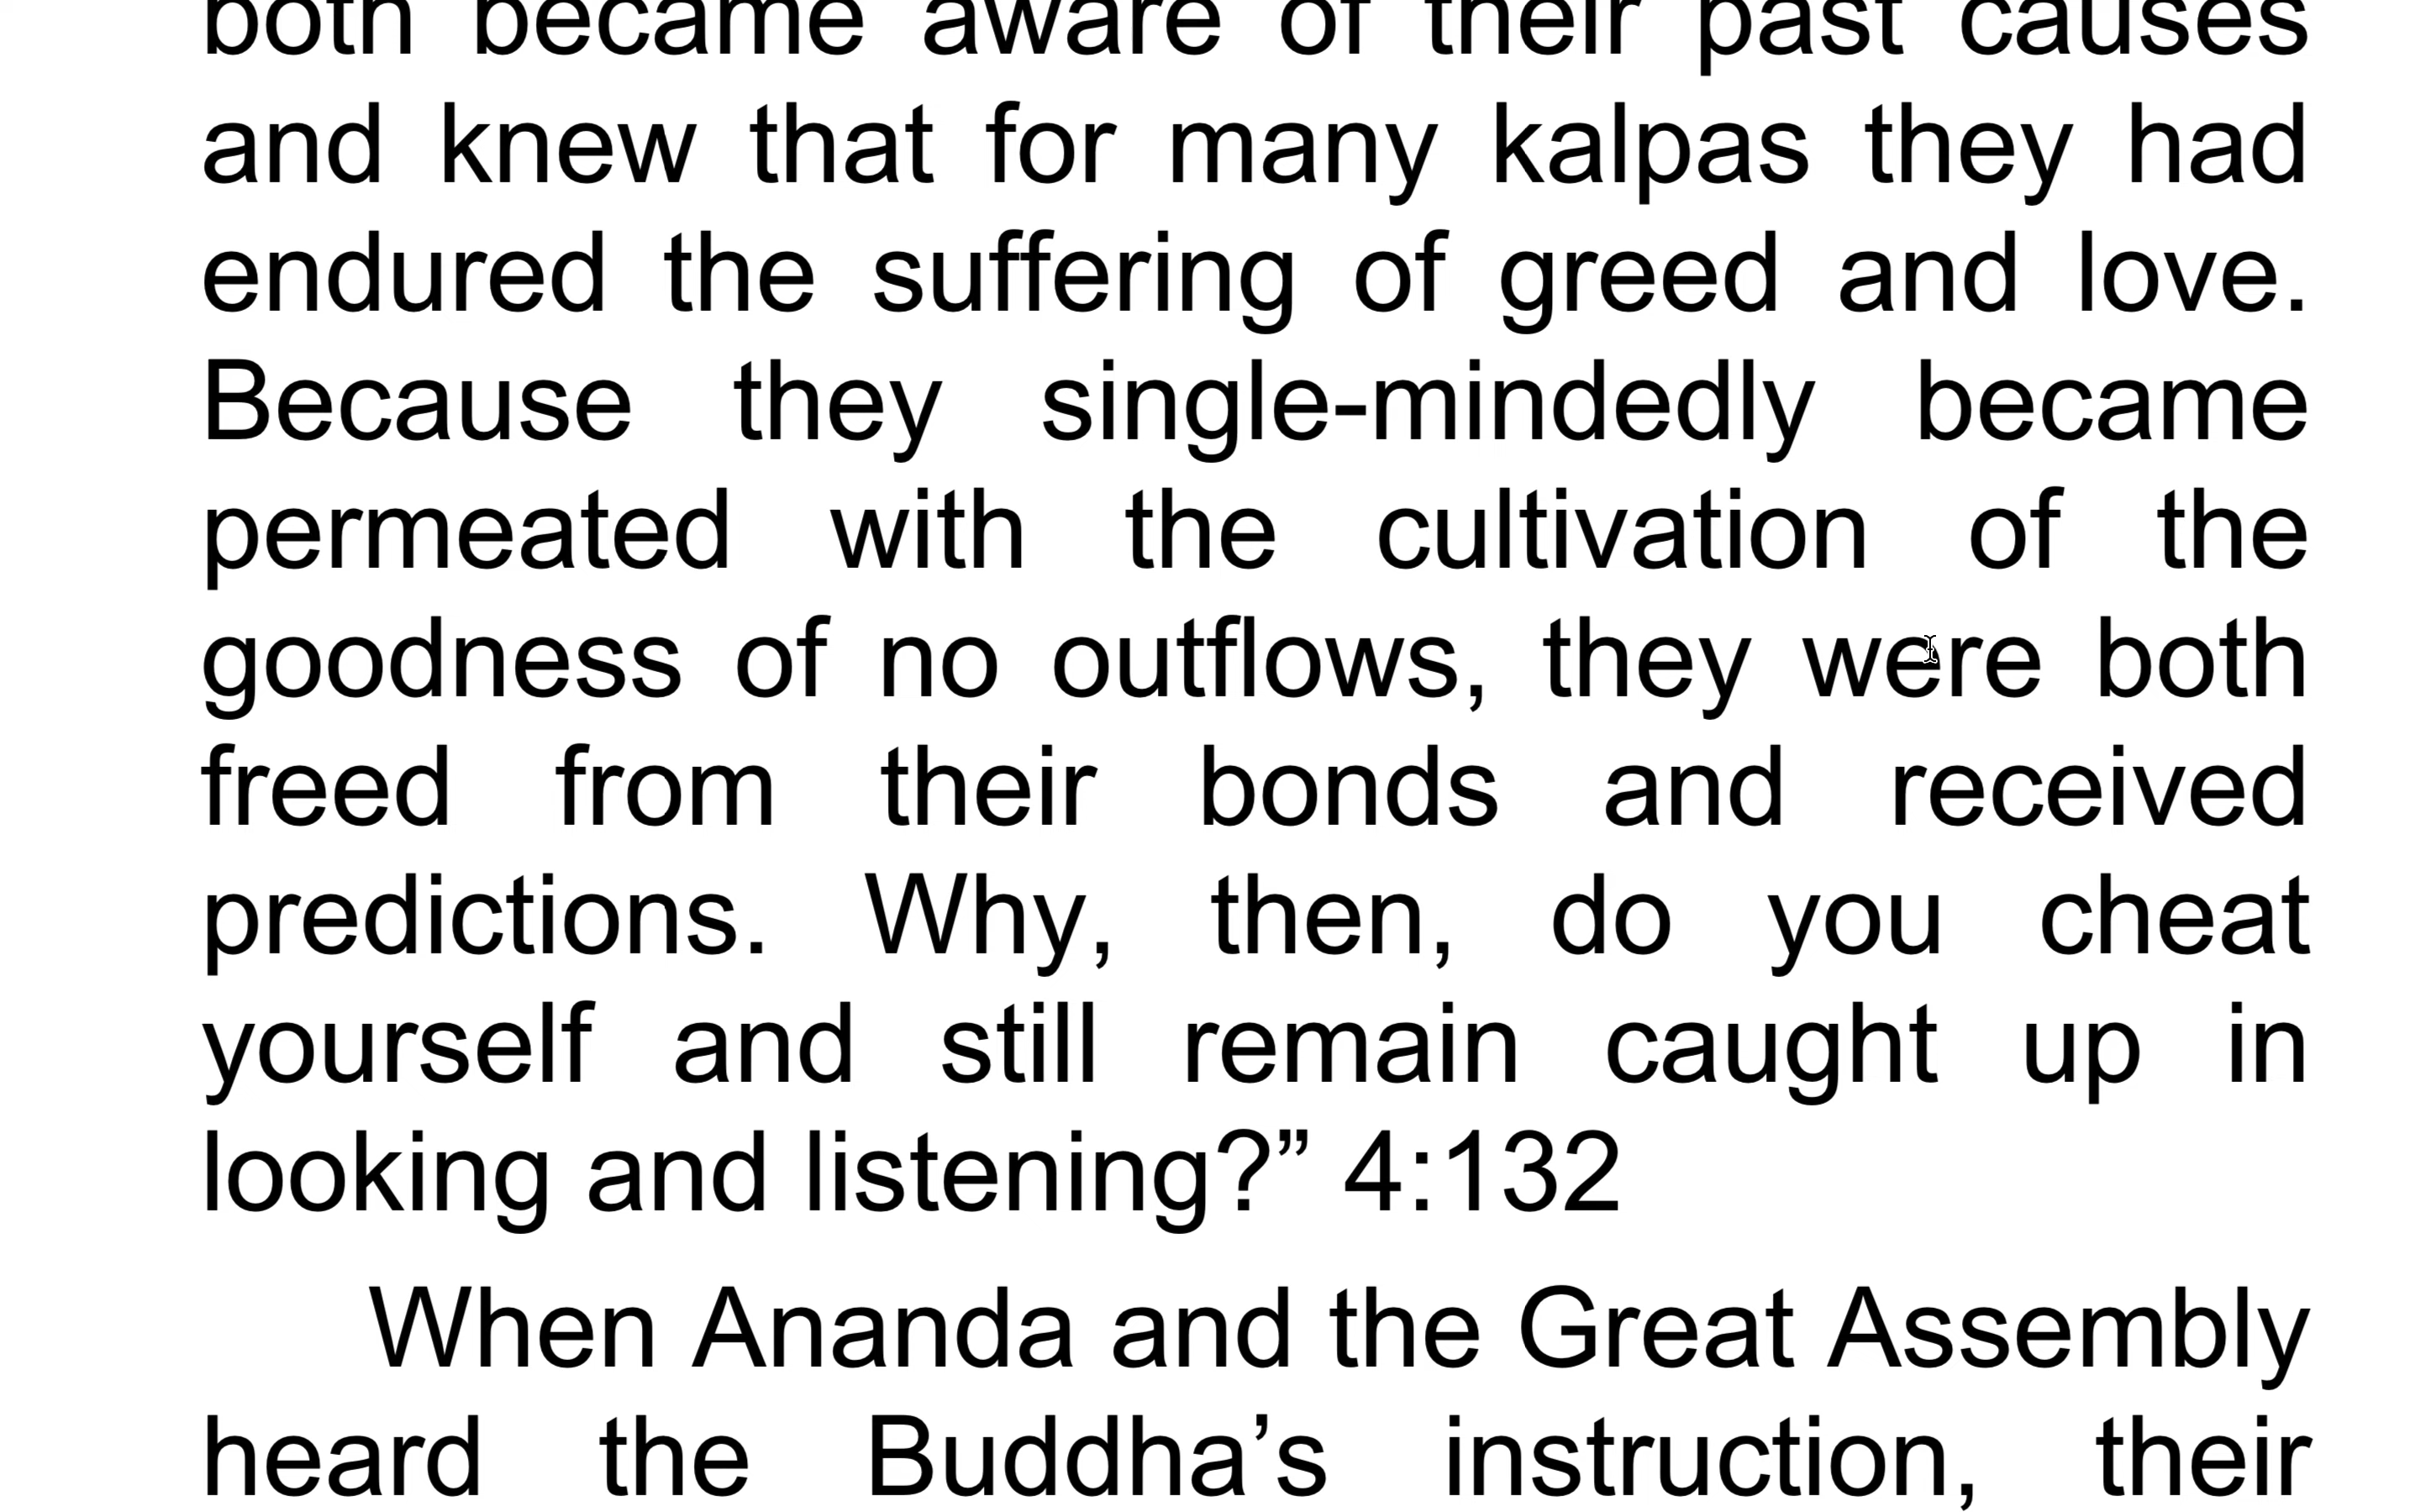 both became aware of their past causes
and knew that for many kalpas they had
endured the suffering of greed and love.
Because they single-mindedly became
permeated with the cultivation of the
goodness of no outflows, they were both
freed from their bonds and received
predictions. Why, then, do you cheat
yourself and still remain caught up in
looking and listening?” 4:132
When Ananda and the Great Assembly
heard the Buddha’s instruction, their